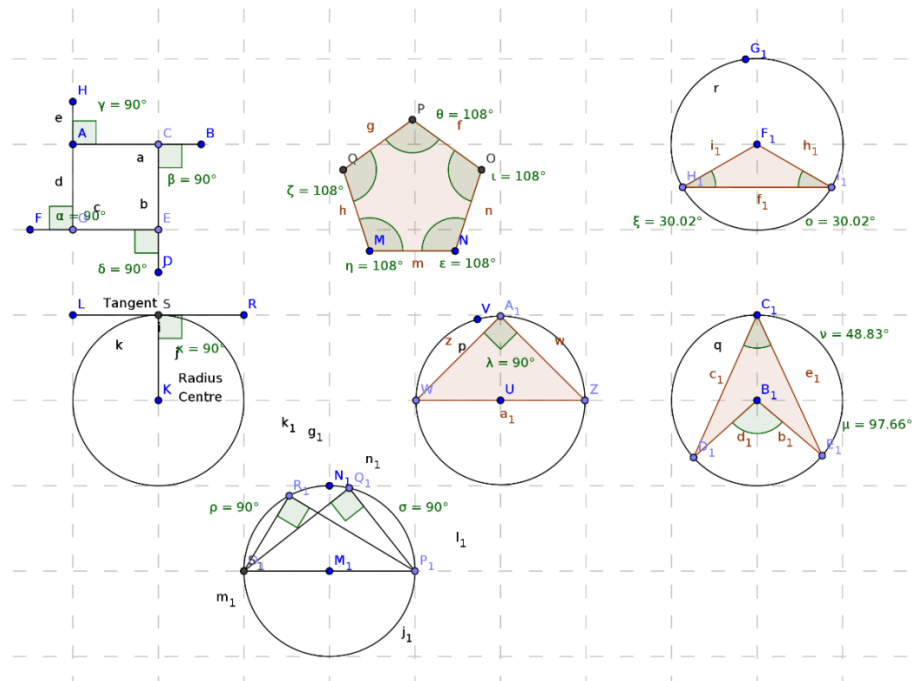 G₁
r
H
e
γ = 90°
A
C
B
a
β = 90°
d
b
c
F
α = 90°
E
δ = 90°
D
P
θ = 108°
g
f
Q
O
ζ = 108°
ι = 108°
h
n
M
N
η = 108°
m
ε = 108°
F₁
i₁
h₁
H₁
f₁
ξ = 30.02°
ο = 30.02°
L
Tangent
S
R
k
i
j
κ = 90°
K
Radius
Centre
V
A₁
z
p
w
λ = 90°
W
U
Z
a₁
C₁
q
ν = 48.83°
c₁
e₁
B₁
μ = 97.66°
D₁
d₁
b₁
E₁
k₁
g₁
n₁
R₁
N₁
Q₁
ρ = 90°
σ = 90°
l₁
M₁
P₁
m₁
j₁